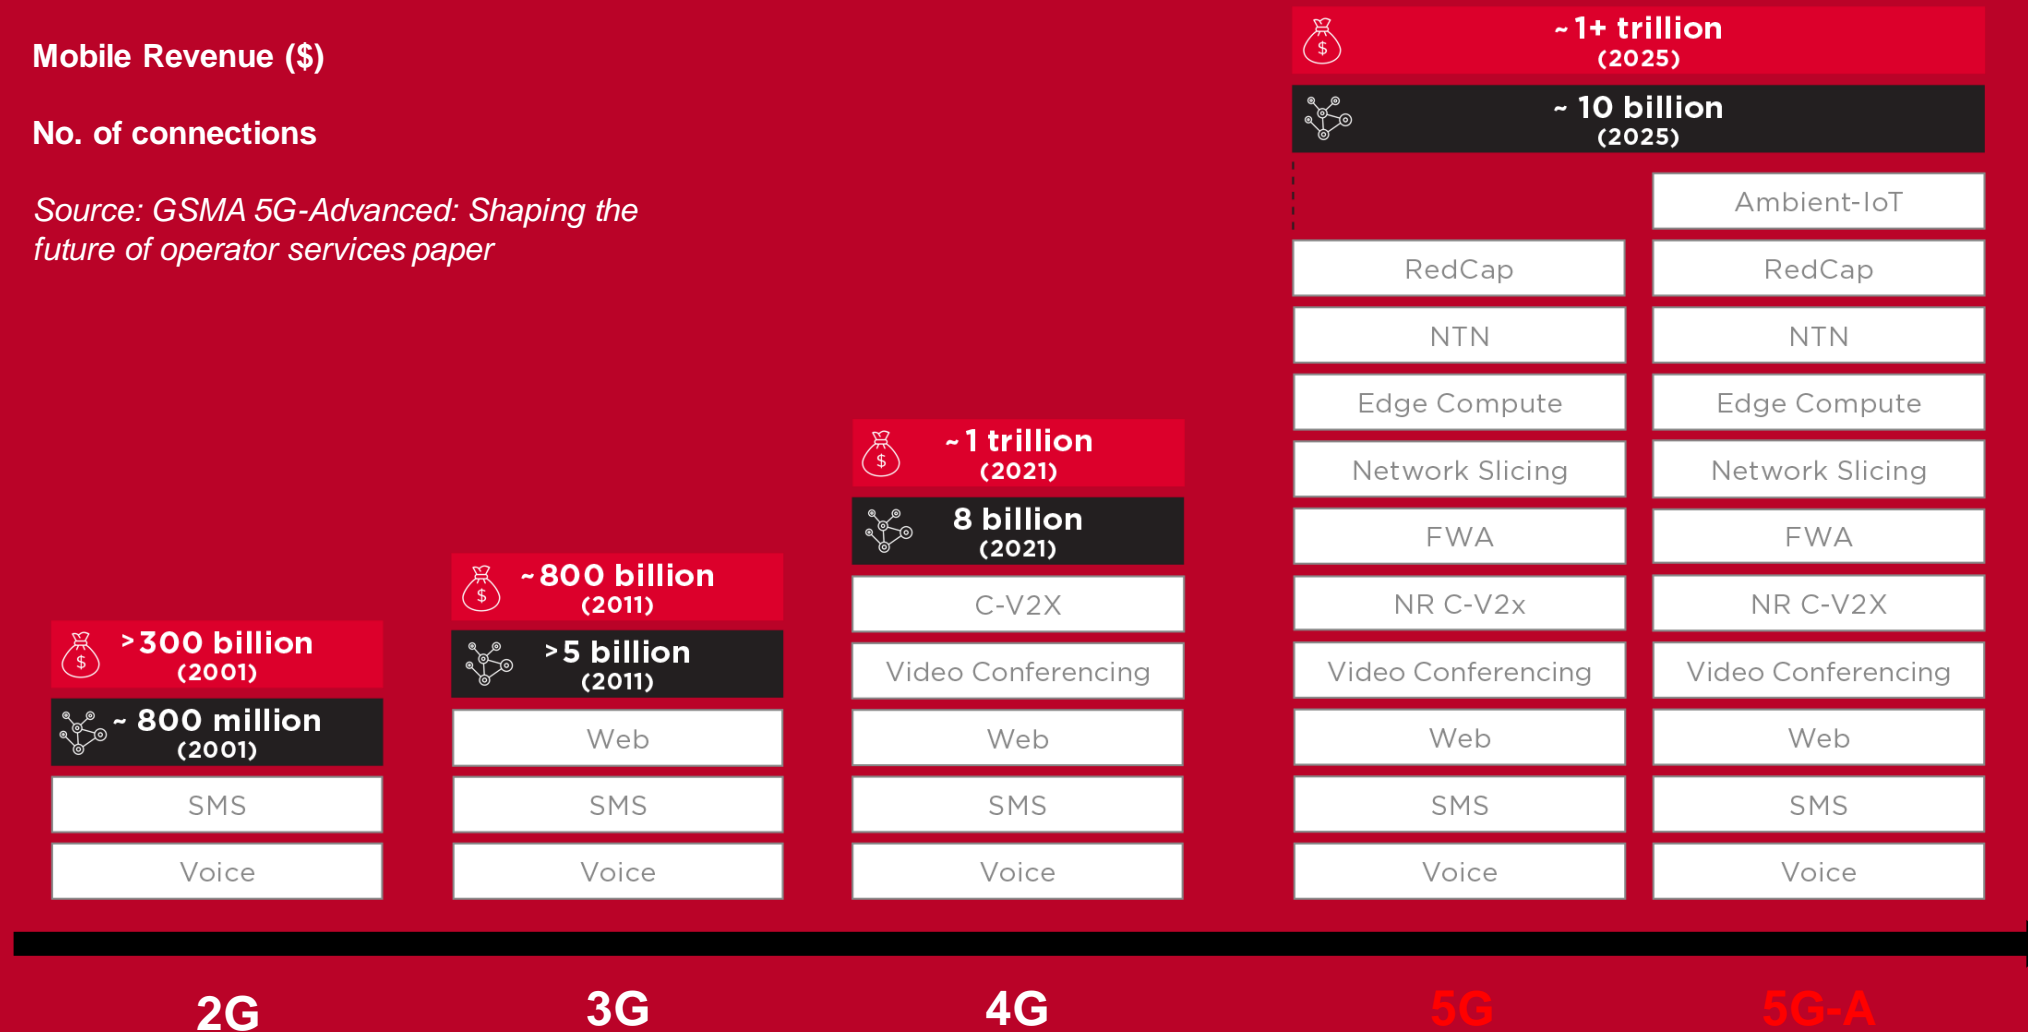 Mobile Revenue ($)
No. of connections
Source: GSMA 5G-Advanced: Shaping the
future of operator services paper
>300 billion
(2001)
~ 800 million
(2001)
SMS
Voice
2G
~800 billion
(2011)
>5 billion
(2011)
Web
SMS
Voice
3G
~1 trillion
(2021)
8 billion
(2021)
C-V2X
Video Conferencing
Web
SMS
Voice
4G
~1+ trillion
(2025)
~ 10 billion
(2025)
RedCap
NTN
Edge Compute
Network Slicing
FWA
NR C-V2x
Video Conferencing
Web
SMS
Voice
5G
Ambient-IoT
RedCap
NTN
Edge Compute
Network Slicing
FWA
NR C-V2X
Video Conferencing
Web
SMS
Voice
5G-A